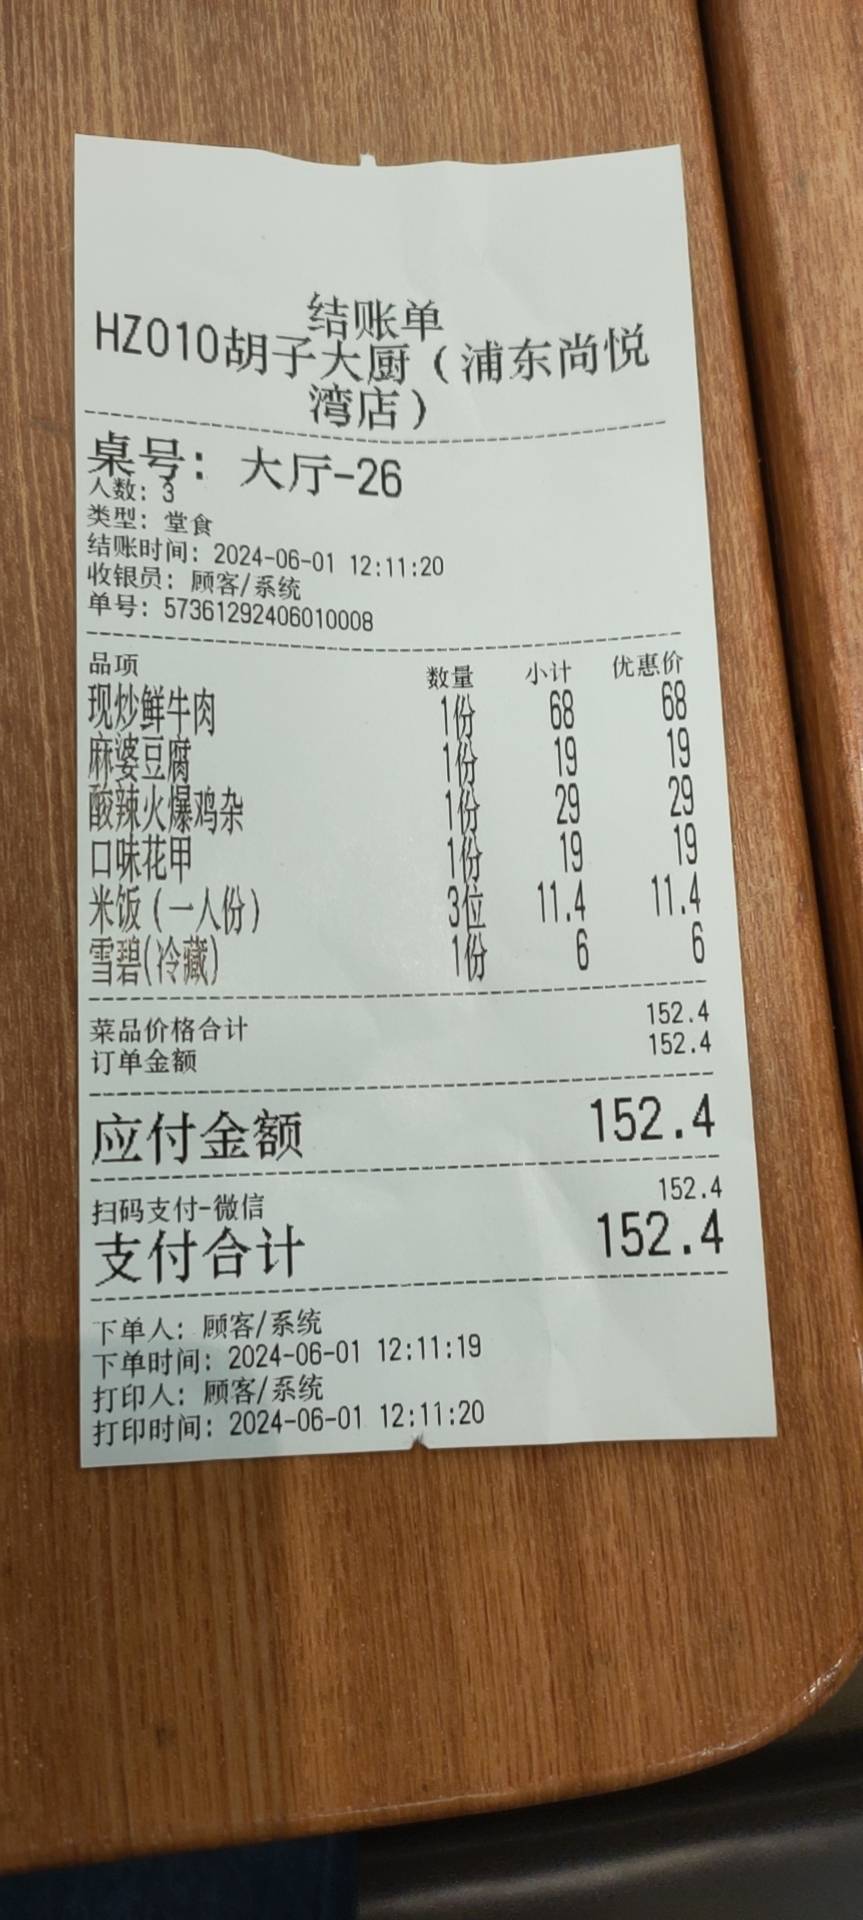 结账单
HZ010胡子大厨（浦东尚悦
湾店）
桌号：大厅-26
人数：3
类型：堂食
结账时间：2024-06-01 12:11:20
收银员：顾客/系统
单号：573612924060100​08
品项 数量 小计 优惠价
现炒鲜牛肉 1份 68 68
麻婆豆腐 1份 19 19
酸辣火爆鸡杂 1份 29 29
口味花甲 1份 19 19
米饭（一人份） 3位 11.4 11.4
雪碧(冷藏) 1份 6 6
菜品价格合计 152.4
订单金额 152.4
应付金额 152.4
扫码支付-微信 152.4
支付合计 152.4
下单人：顾客/系统
下单时间：2024-06-01 12:11:19
打印人：顾客/系统
打印时间：2024-06-01 12:11:20